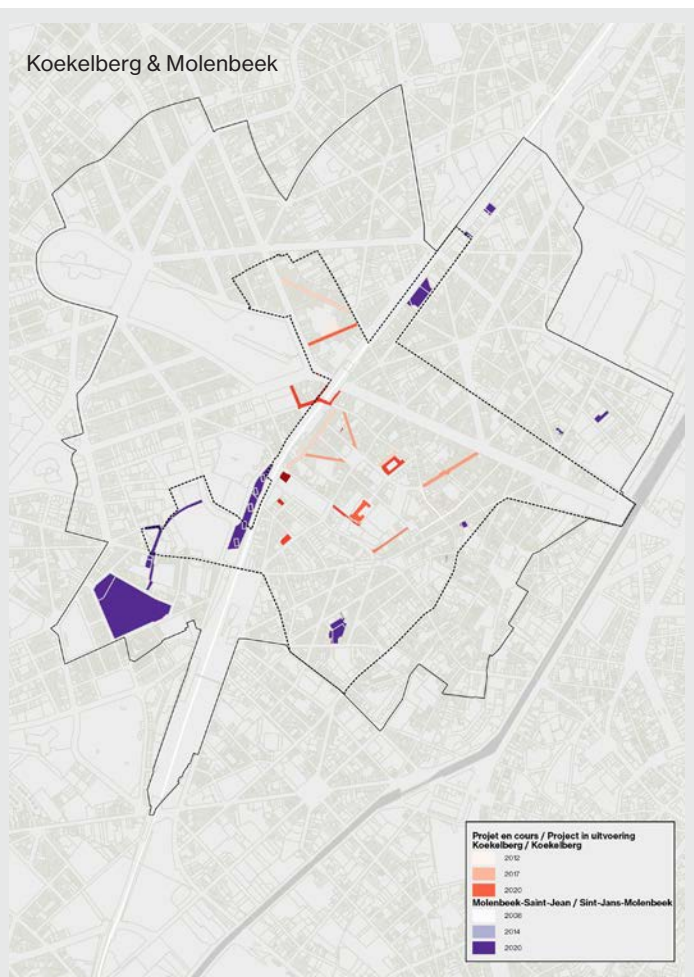 Koekelberg & Molenbeek
Projet en cours / Project in uitvoering
Koekelberg / Koekelberg
2012
2017
2020
Molenbeek-Saint-Jean / Sint-Jans-Molenbeek
2008
2014
2020